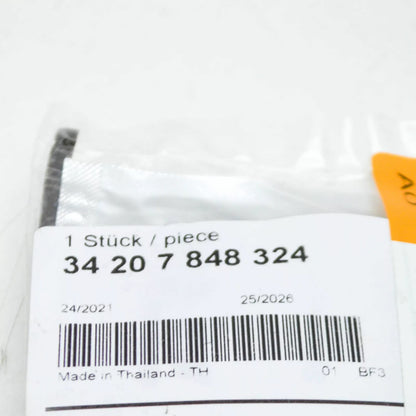 1 Stück / piece
34 20 7 848 324
24/2021 25/2026
Made in Thailand - TH 01 BF3